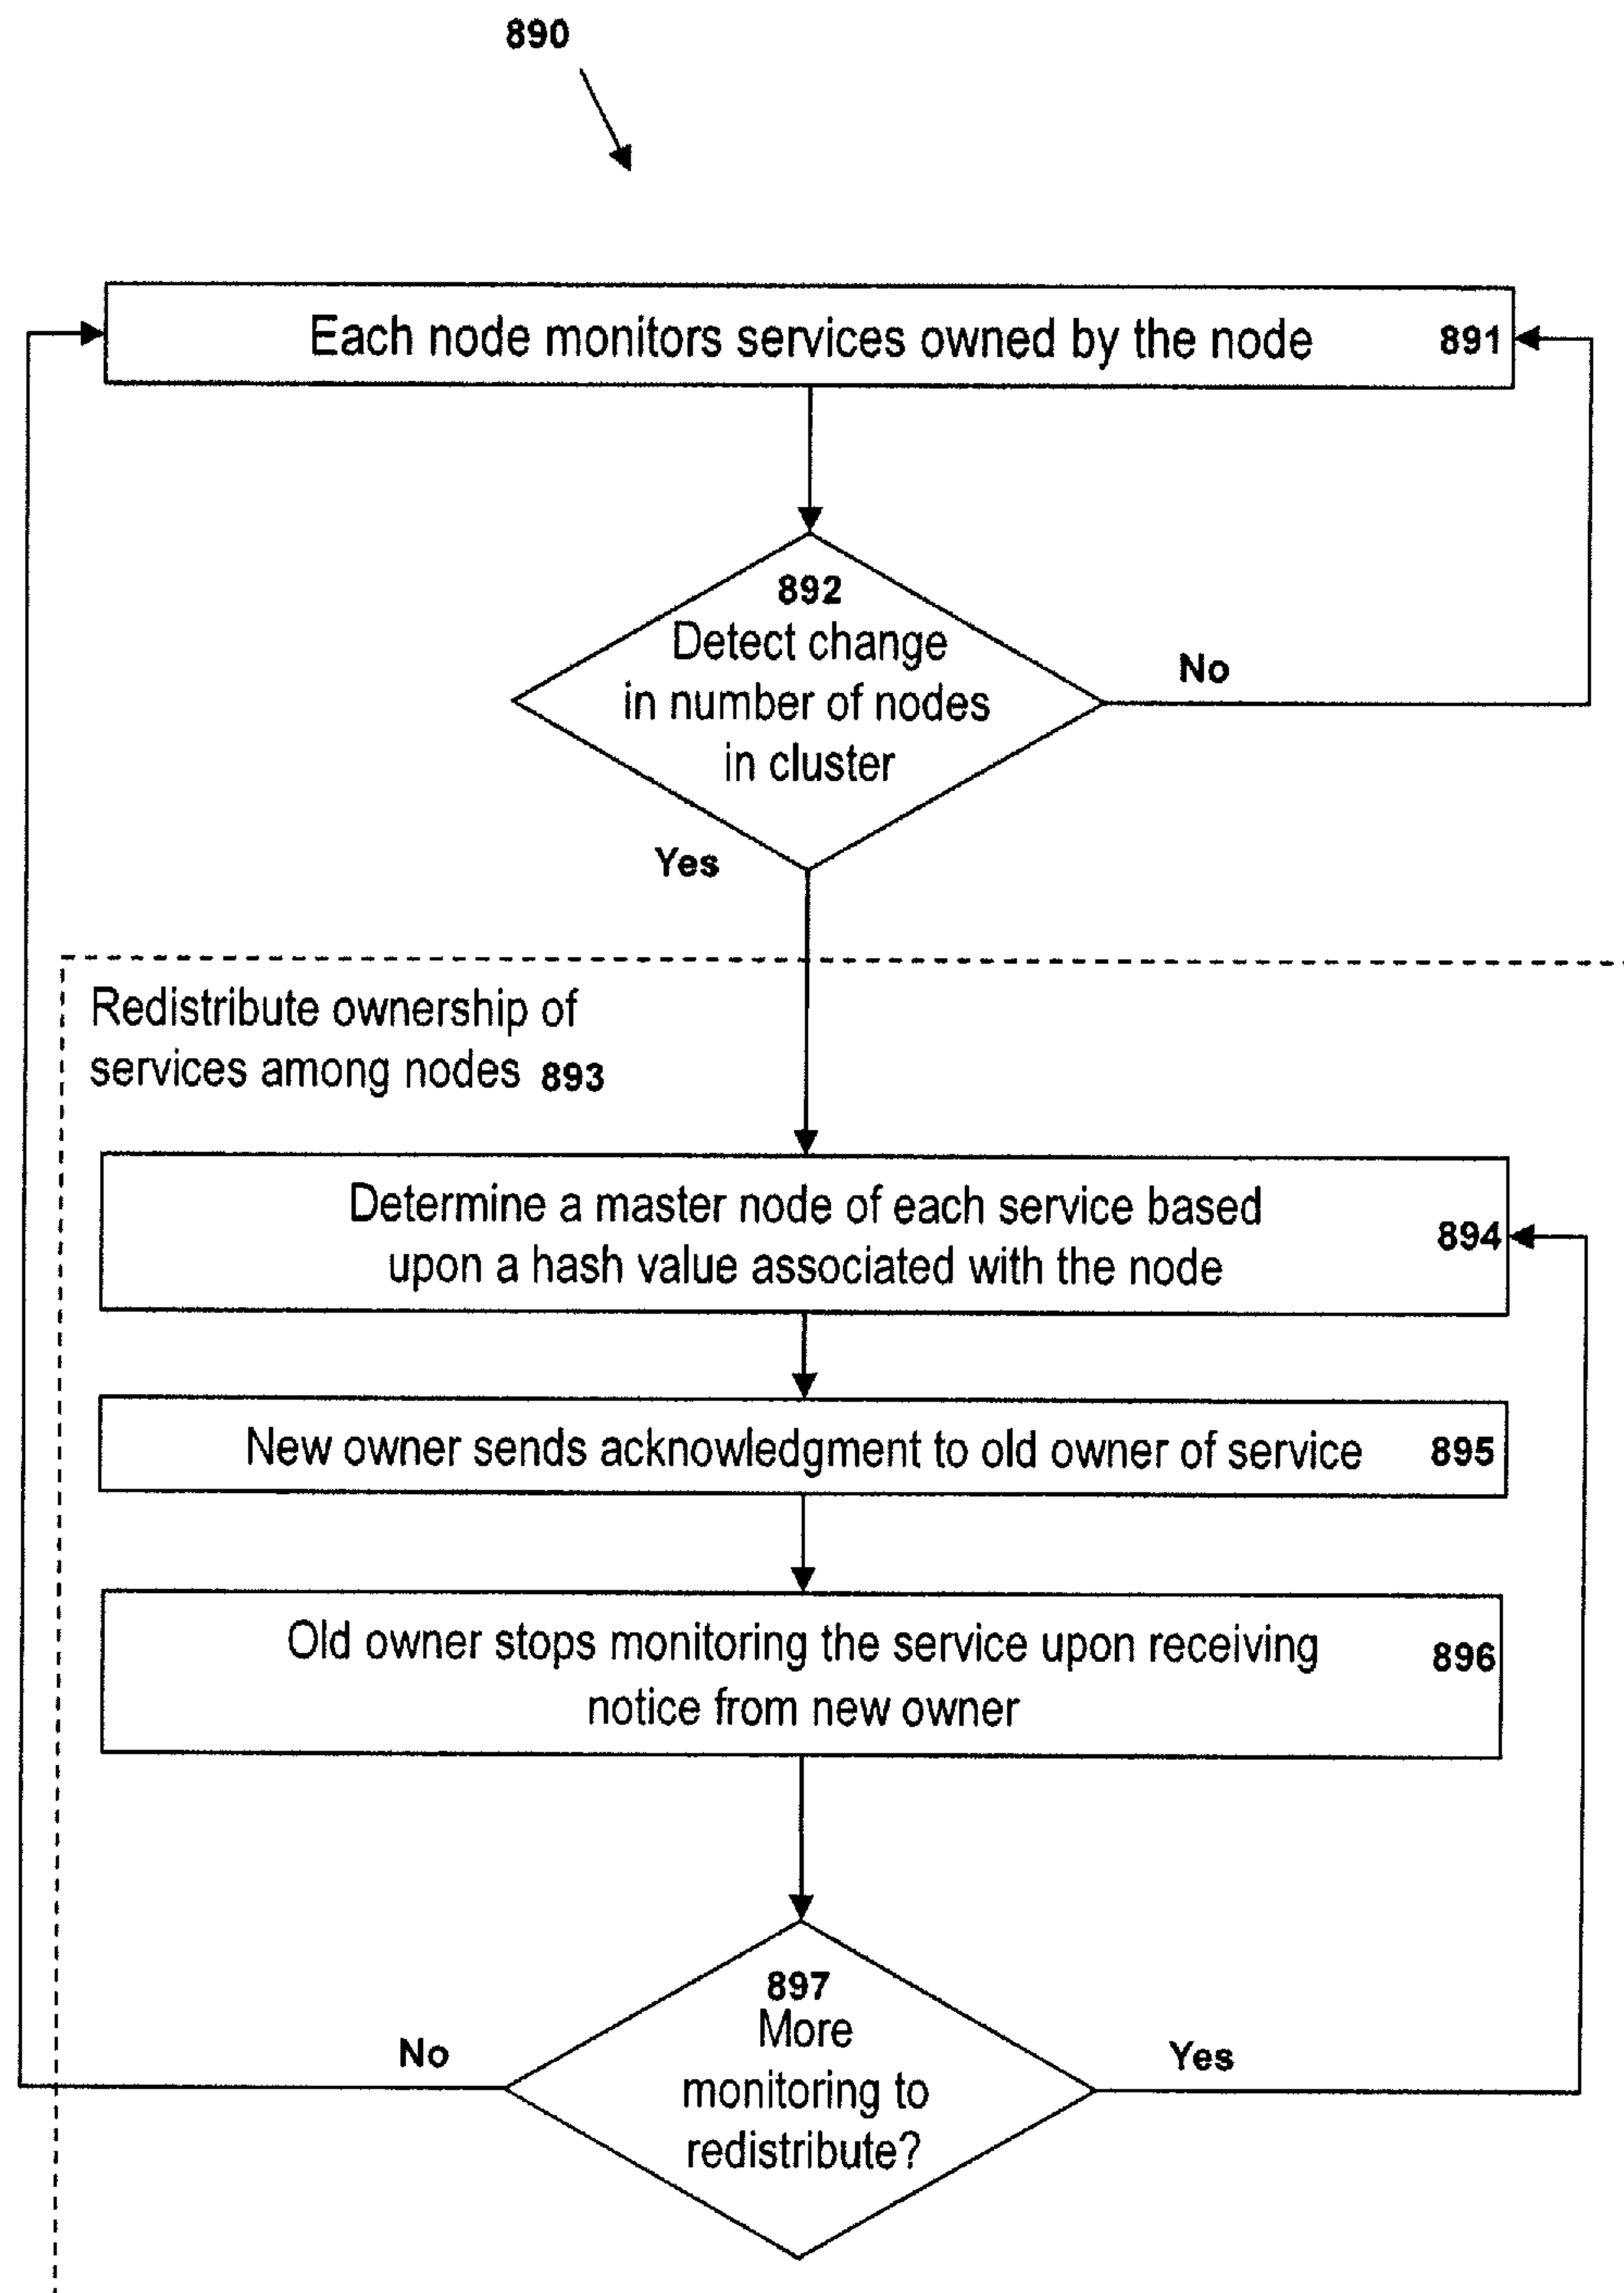 890
Each node monitors services owned by the node 891
892
Detect change
in number of nodes
in cluster
No
Yes
Redistribute ownership of
services among nodes 893
Determine a master node of each service based
upon a hash value associated with the node
894
New owner sends acknowledgment to old owner of service 895
Old owner stops monitoring the service upon receiving
notice from new owner
896
897
More
monitoring to
redistribute?
No
Yes